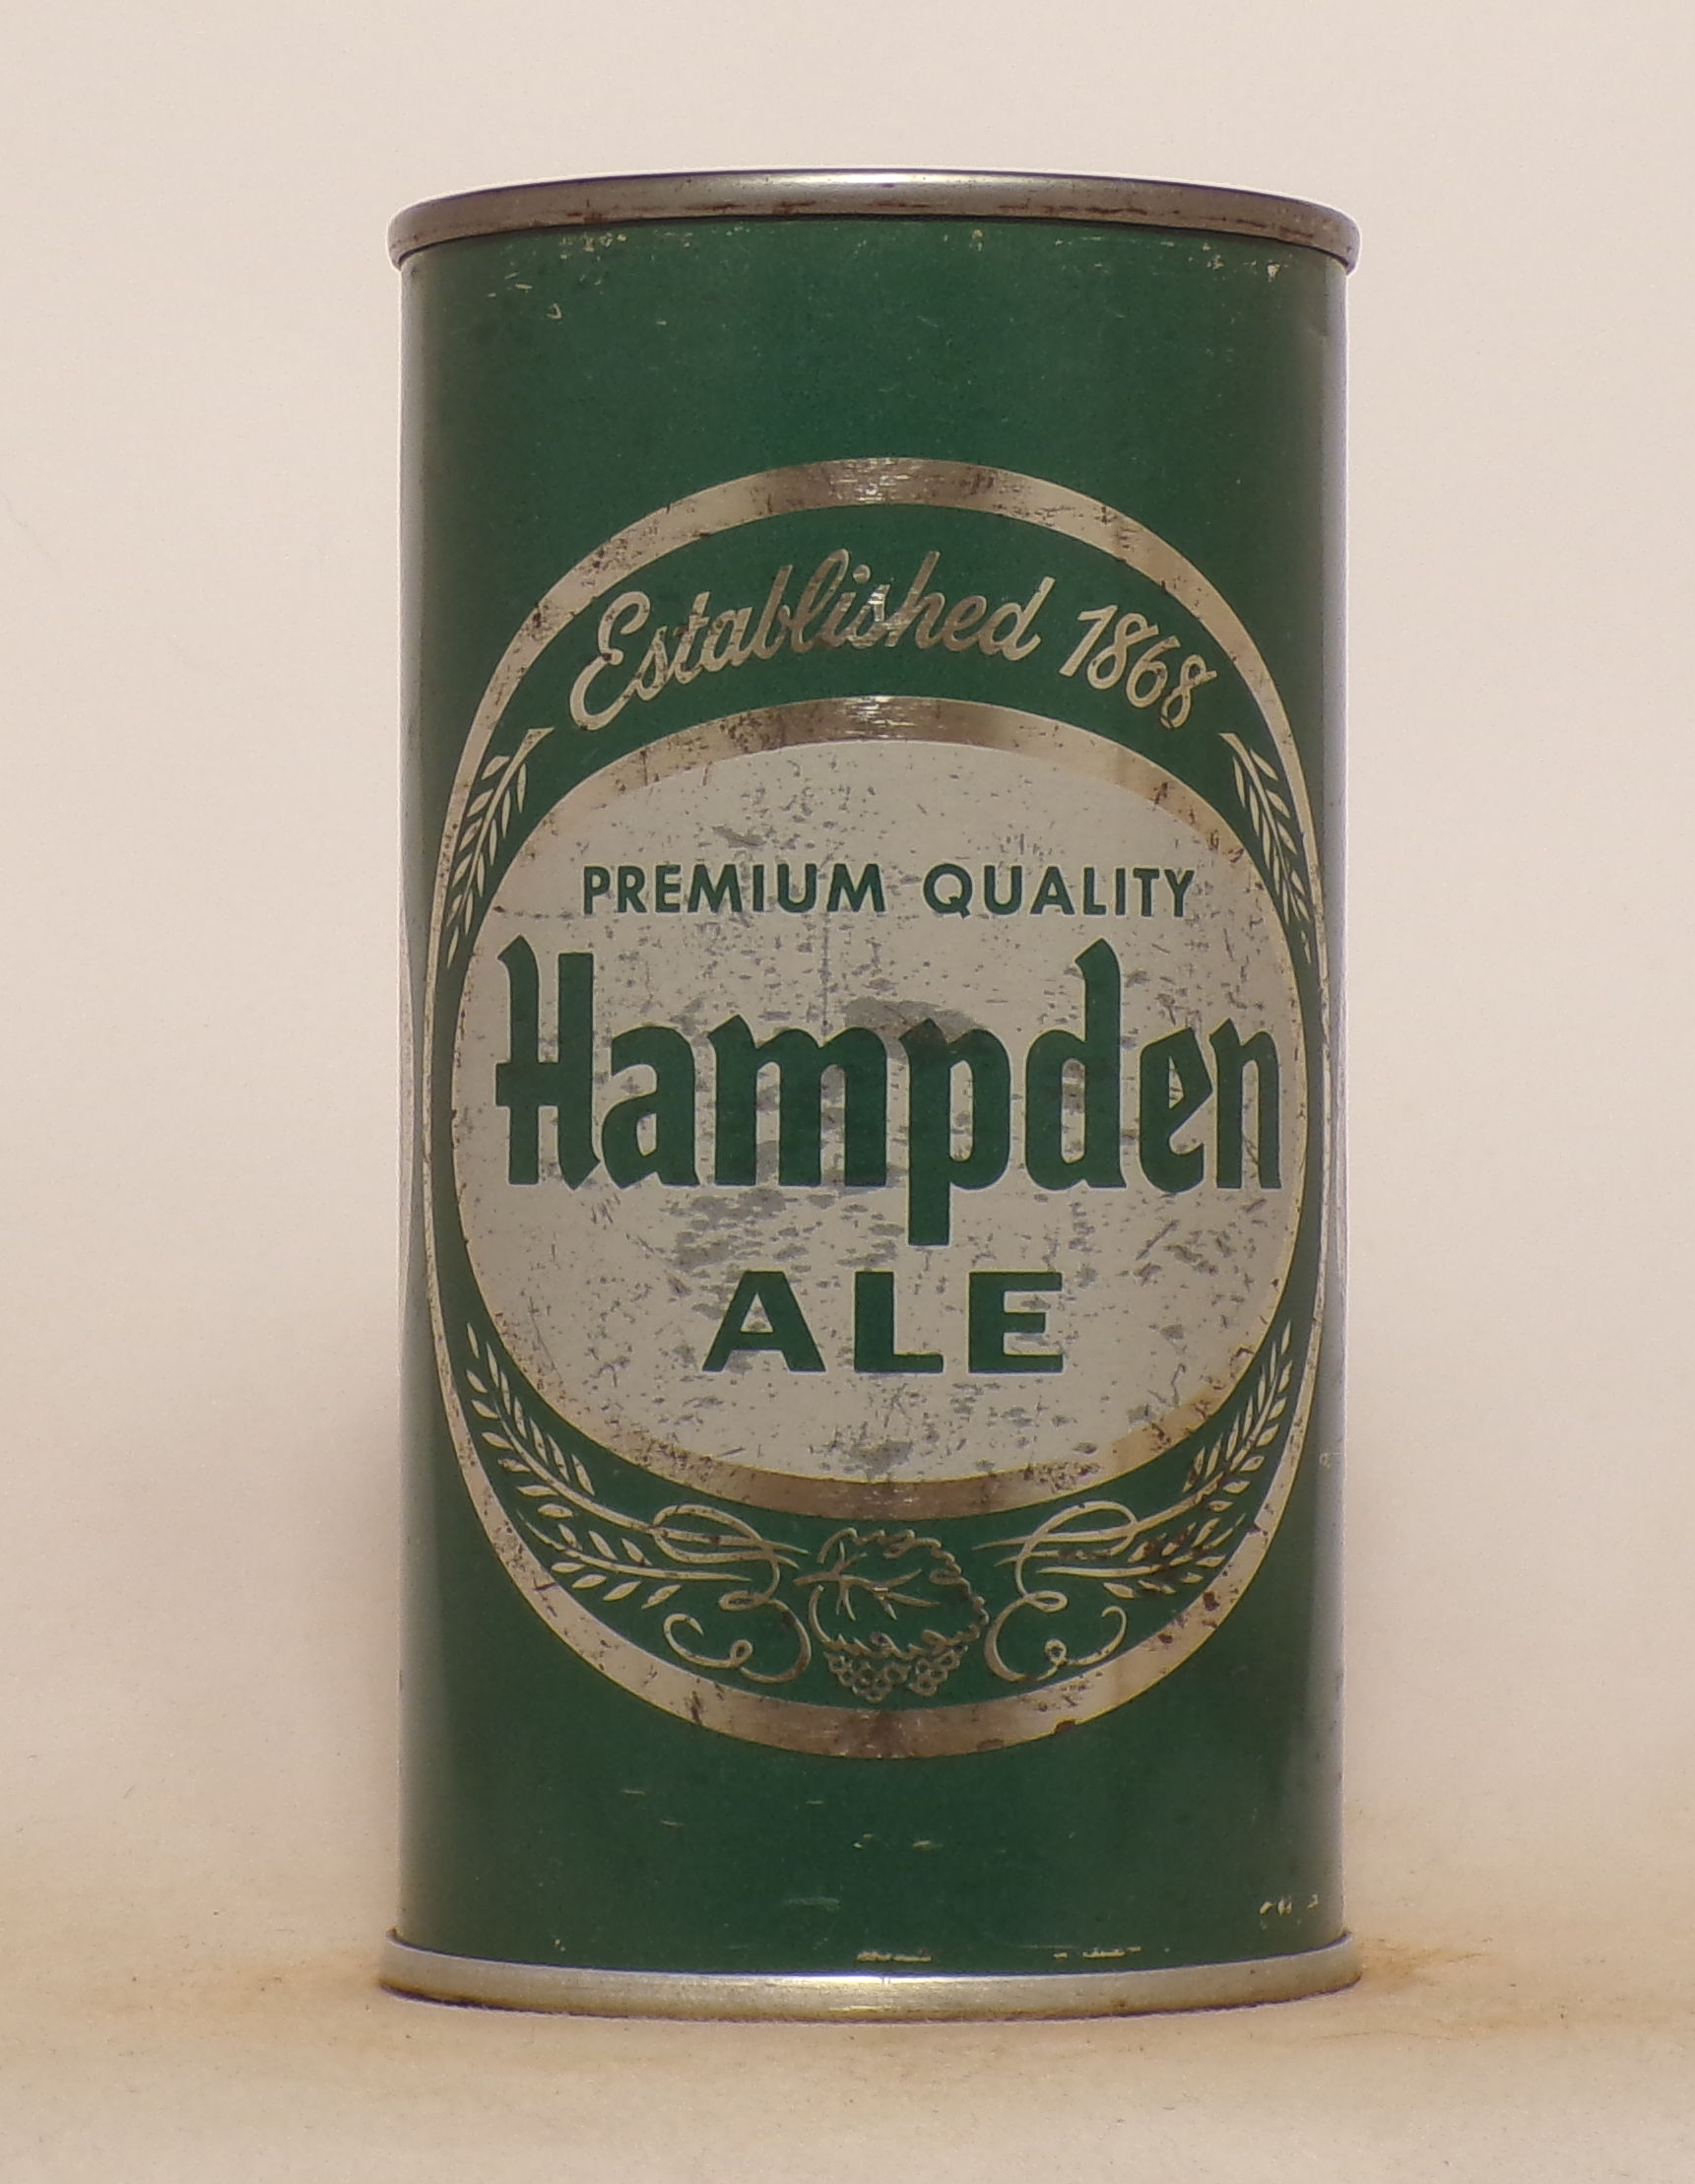 Established 1868
PREMIUM QUALITY
Hampden
ALE